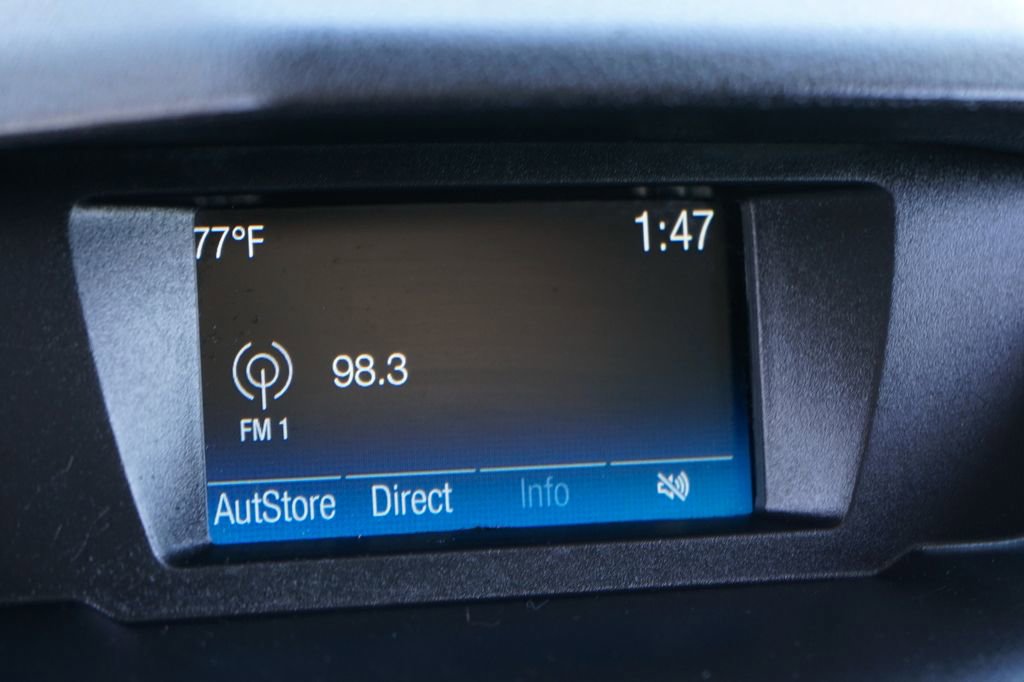 77°F 1:47
98.3
FM 1
AutStore Direct Info